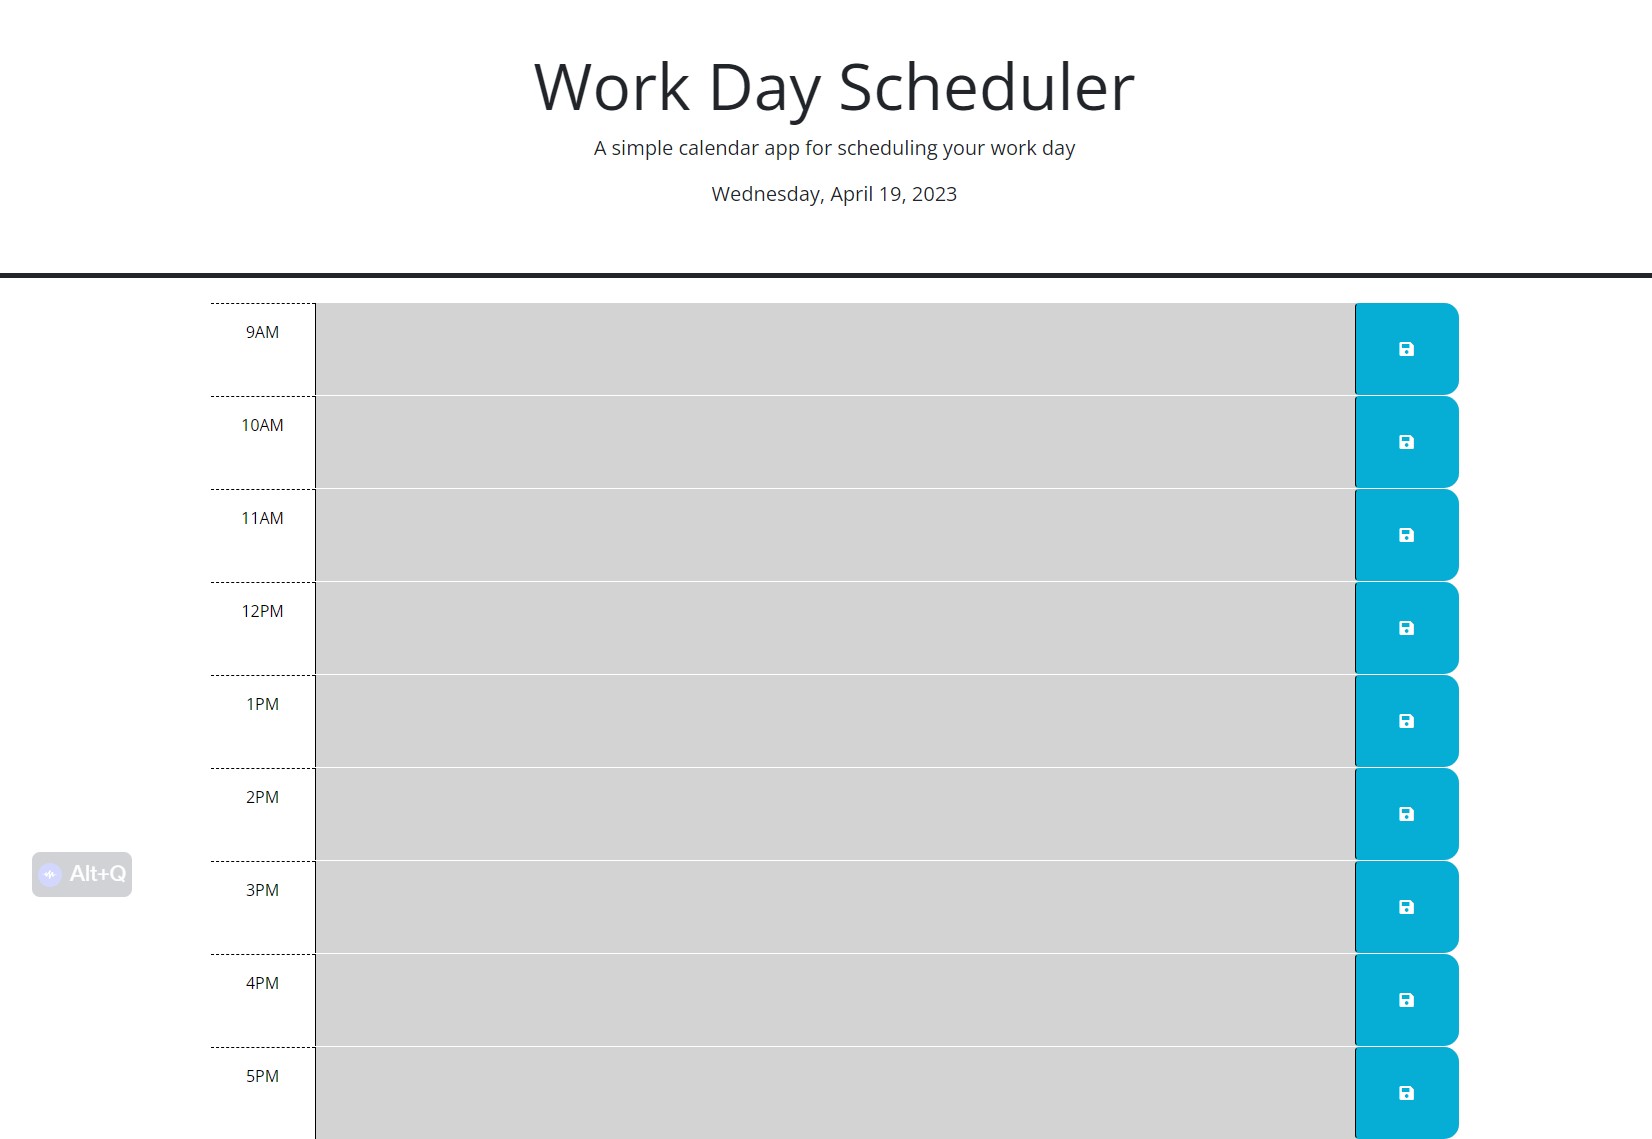 Work Day Scheduler
A simple calendar app for scheduling your work day
Wednesday, April 19, 2023
9AM
10AM
11AM
12PM
1PM
2PM
Alt+Q
3PM
4PM
5PM